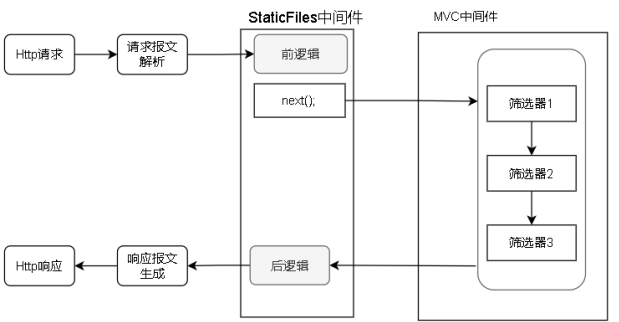 StaticFiles中间件
MVC中间件
Http请求
请求报文
解析
前逻辑
next();
筛选器1
筛选器2
筛选器3
Http响应
响应报文
生成
后逻辑